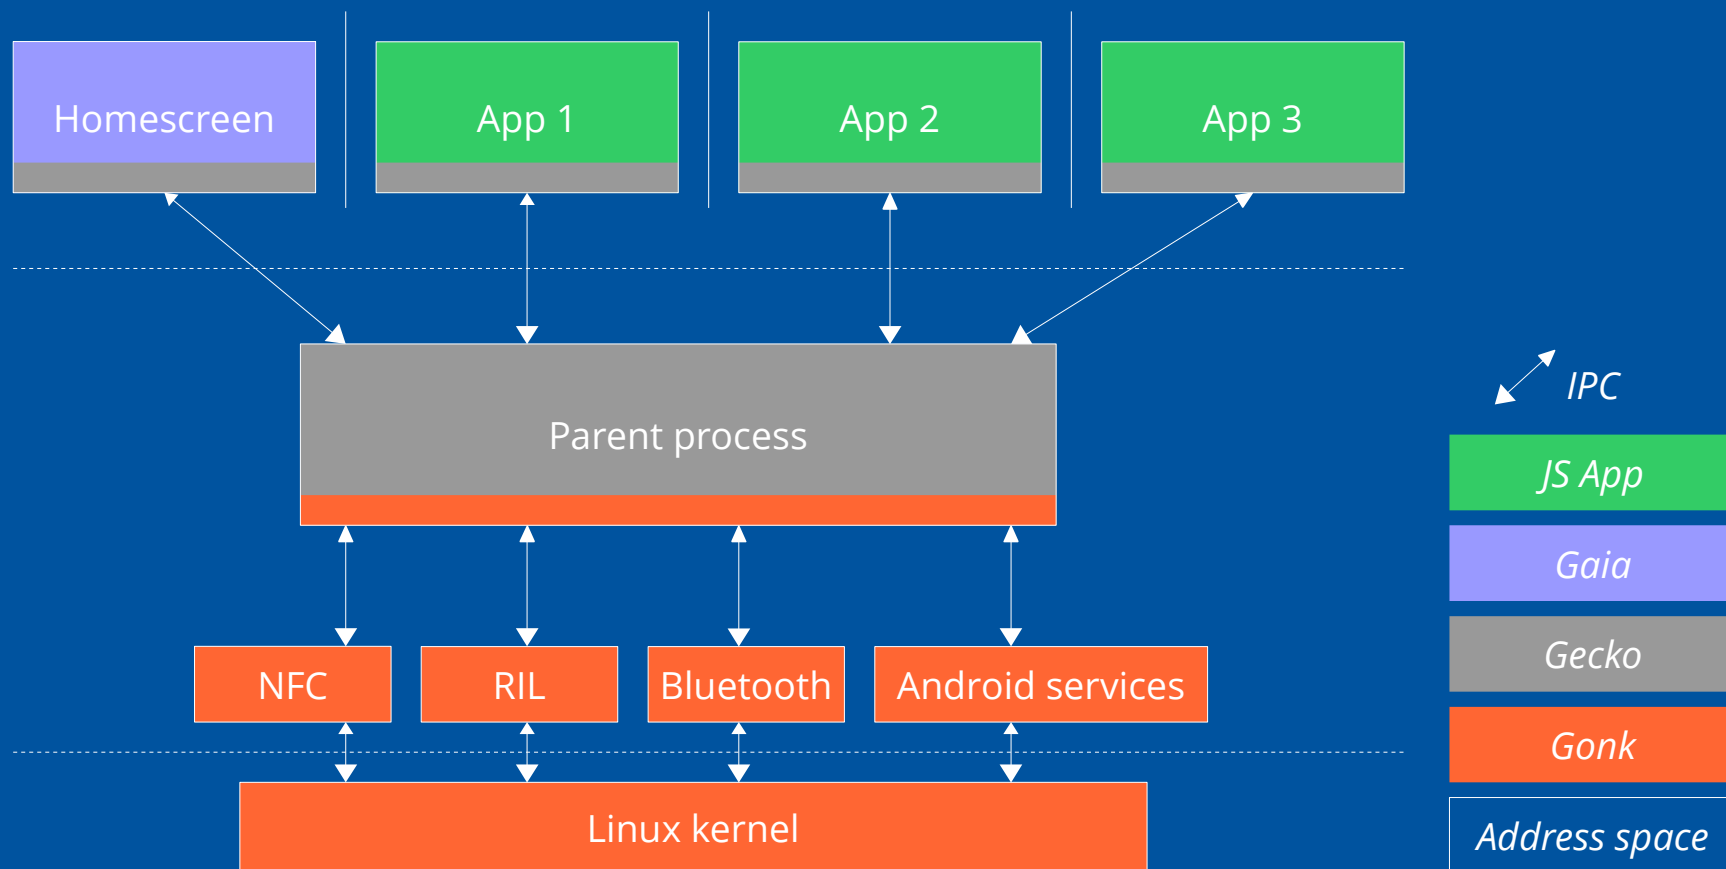 Homescreen
App 1
App 2
App 3
Parent process
NFC
RIL
Bluetooth
Android services
Linux kernel
IPC
JS App
Gaia
Gecko
Gonk
Address space